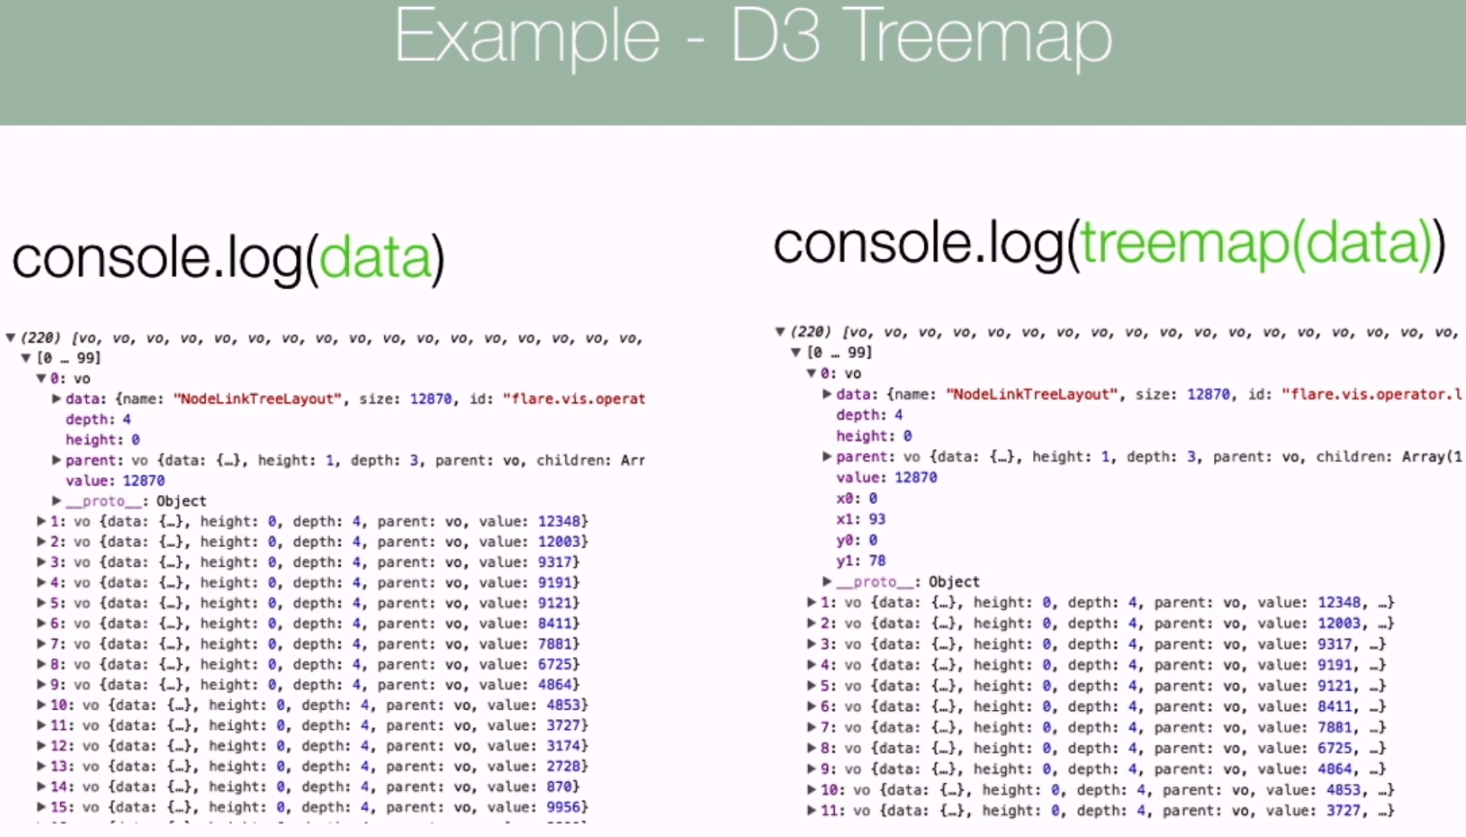 Example - D3 Treemap
console.log(data)
▼(220) [vo, vo, vo, vo, vo, vo, vo, vo, vo, vo, vo, vo, vo, vo, vo, vo, vo,
▼[0 … 99]
▼0: vo
▶data: {name: "NodeLinkTreeLayout", size: 12870, id: "flare.vis.operat
depth: 4
height: 0
▶parent: vo {data: {…}, height: 1, depth: 3, parent: vo, children: Arr
value: 12870
▶__proto__: Object
▶1: vo {data: {…}, height: 0, depth: 4, parent: vo, value: 12348}
▶2: vo {data: {…}, height: 0, depth: 4, parent: vo, value: 12003}
▶3: vo {data: {…}, height: 0, depth: 4, parent: vo, value: 9317}
▶4: vo {data: {…}, height: 0, depth: 4, parent: vo, value: 9191}
▶5: vo {data: {…}, height: 0, depth: 4, parent: vo, value: 9121}
▶6: vo {data: {…}, height: 0, depth: 4, parent: vo, value: 8411}
▶7: vo {data: {…}, height: 0, depth: 4, parent: vo, value: 7881}
▶8: vo {data: {…}, height: 0, depth: 4, parent: vo, value: 6725}
▶9: vo {data: {…}, height: 0, depth: 4, parent: vo, value: 4864}
▶10: vo {data: {…}, height: 0, depth: 4, parent: vo, value: 4853}
▶11: vo {data: {…}, height: 0, depth: 4, parent: vo, value: 3727}
▶12: vo {data: {…}, height: 0, depth: 4, parent: vo, value: 3174}
▶13: vo {data: {…}, height: 0, depth: 4, parent: vo, value: 2728}
▶14: vo {data: {…}, height: 0, depth: 4, parent: vo, value: 870}
▶15: vo {data: {…}, height: 0, depth: 4, parent: vo, value: 9956}
console.log(treemap(data))
▼(220) [vo, vo, vo, vo, vo, vo, vo, vo, vo, vo, vo, vo, vo, vo, vo, vo, vo, vo,
▼[0 … 99]
▼0: vo
▶data: {name: "NodeLinkTreeLayout", size: 12870, id: "flare.vis.operator.l
depth: 4
height: 0
▶parent: vo {data: {…}, height: 1, depth: 3, parent: vo, children: Array(1
value: 12870
x0: 0
x1: 93
y0: 0
y1: 78
▶__proto__: Object
▶1: vo {data: {…}, height: 0, depth: 4, parent: vo, value: 12348, …}
▶2: vo {data: {…}, height: 0, depth: 4, parent: vo, value: 12003, …}
▶3: vo {data: {…}, height: 0, depth: 4, parent: vo, value: 9317, …}
▶4: vo {data: {…}, height: 0, depth: 4, parent: vo, value: 9191, …}
▶5: vo {data: {…}, height: 0, depth: 4, parent: vo, value: 9121, …}
▶6: vo {data: {…}, height: 0, depth: 4, parent: vo, value: 8411, …}
▶7: vo {data: {…}, height: 0, depth: 4, parent: vo, value: 7881, …}
▶8: vo {data: {…}, height: 0, depth: 4, parent: vo, value: 6725, …}
▶9: vo {data: {…}, height: 0, depth: 4, parent: vo, value: 4864, …}
▶10: vo {data: {…}, height: 0, depth: 4, parent: vo, value: 4853, …}
▶11: vo {data: {…}, height: 0, depth: 4, parent: vo, value: 3727, …}